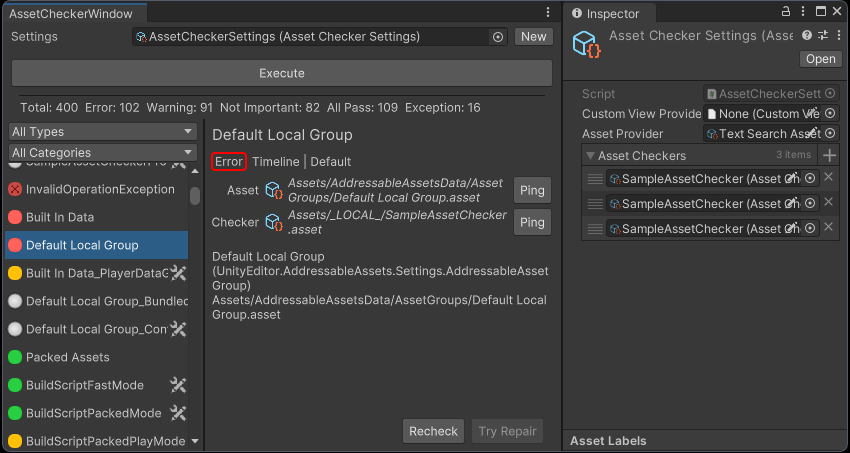 AssetCheckerWindow
Settings
AssetCheckerSettings (Asset Checker Settings)
New
Execute
Total: 400 Error: 102 Warning: 91 Not Important: 82 All Pass: 109 Exception: 16
All Types
All Categories
InvalidOperationException
Built In Data
Default Local Group
Built In Data_PlayerDataG
Default Local Group_Bundled
Default Local Group_Con
Packed Assets
BuildScriptFastMode
BuildScriptPackedMode
BuildScriptPackedPlayMode
Default Local Group
Error Timeline | Default
Asset
Assets/AddressableAssetsData/Asset
Groups/Default Local Group.asset
Ping
Checker
Assets/_LOCAL_/SampleAssetChecker
.asset
Ping
Default Local Group
(UnityEditor.AddressableAssets.Settings.AddressableAsset
Group)
Assets/AddressableAssetsData/AssetGroups/Default Local
Group.asset
Recheck
Try Repair
Inspector
Asset Checker Settings (Asse
Open
Script
AssetCheckerSett
Custom View Provide
None (Custom Vie
Asset Provider
Text Search Asset
Asset Checkers
3 items
SampleAssetChecker (Asset Ch
SampleAssetChecker (Asset Ch
SampleAssetChecker (Asset Ch
Asset Labels